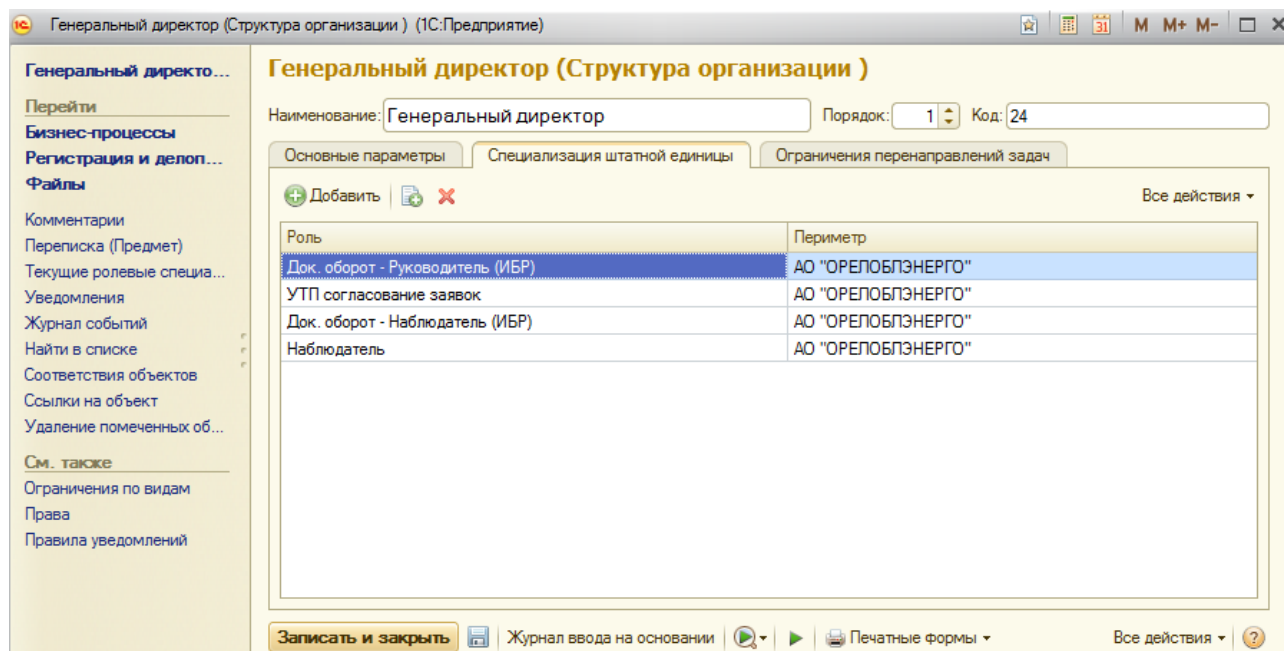 Генеральный директор (Структура организации ) (1С:Предприятие)
31 M M+ M-
Генеральный директо...
Перейти
Бизнес-процессы
Регистрация и делоп...
Файлы
Комментарии
Переписка (Предмет)
Текущие ролевые специа...
Уведомления
Журнал событий
Найти в списке
Соответствия объектов
Ссылки на объект
Удаление помеченных об...
См. также
Ограничения по видам
Права
Правила уведомлений
Генеральный директор (Структура организации )
Наименование: Генеральный директор Порядок: 1 Код: 24
Основные параметры Специализация штатной единицы Ограничения перенаправлений задач
Добавить Все действия
Роль Периметр
Док. оборот - Руководитель (ИБР) АО "ОРЕЛОБЛЭНЕРГО"
УТП согласование заявок АО "ОРЕЛОБЛЭНЕРГО"
Док. оборот - Наблюдатель (ИБР) АО "ОРЕЛОБЛЭНЕРГО"
Наблюдатель АО "ОРЕЛОБЛЭНЕРГО"
Записать и закрыть Журнал ввода на основании Печатные формы Все действия ?